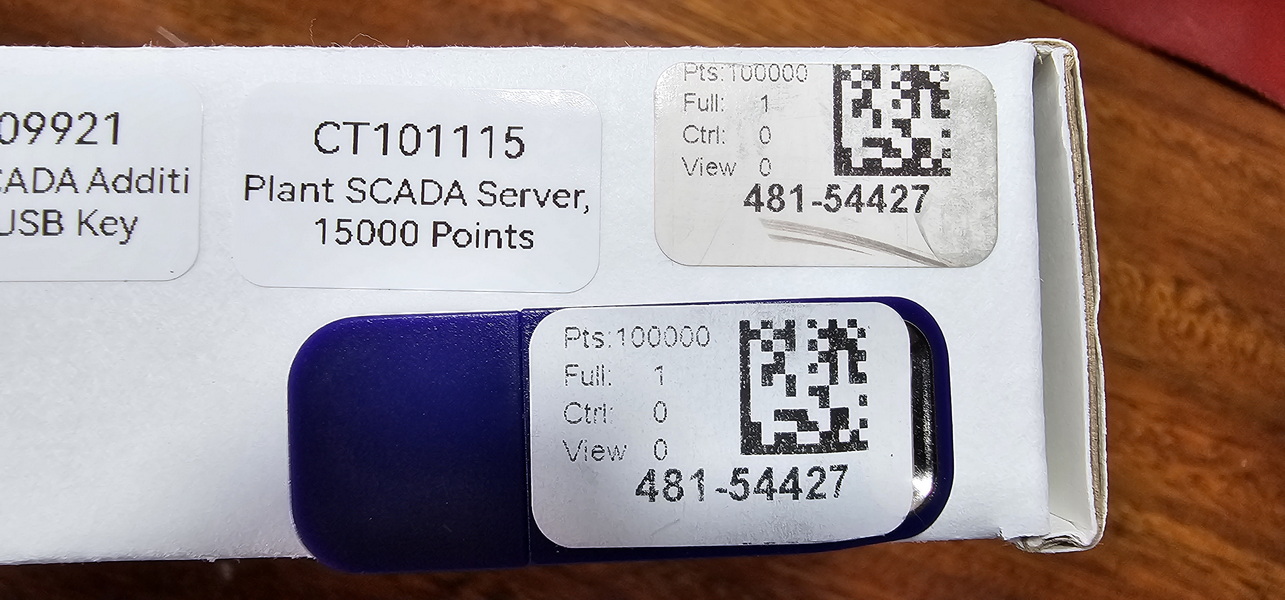 09921
CADA Additi
USB Key
CT101115
Plant SCADA Server,
15000 Points
Pts:100000
Full: 1
Ctrl: 0
View 0
481-54427
Pts:100000
Full: 1
Ctrl: 0
View 0
481-54427